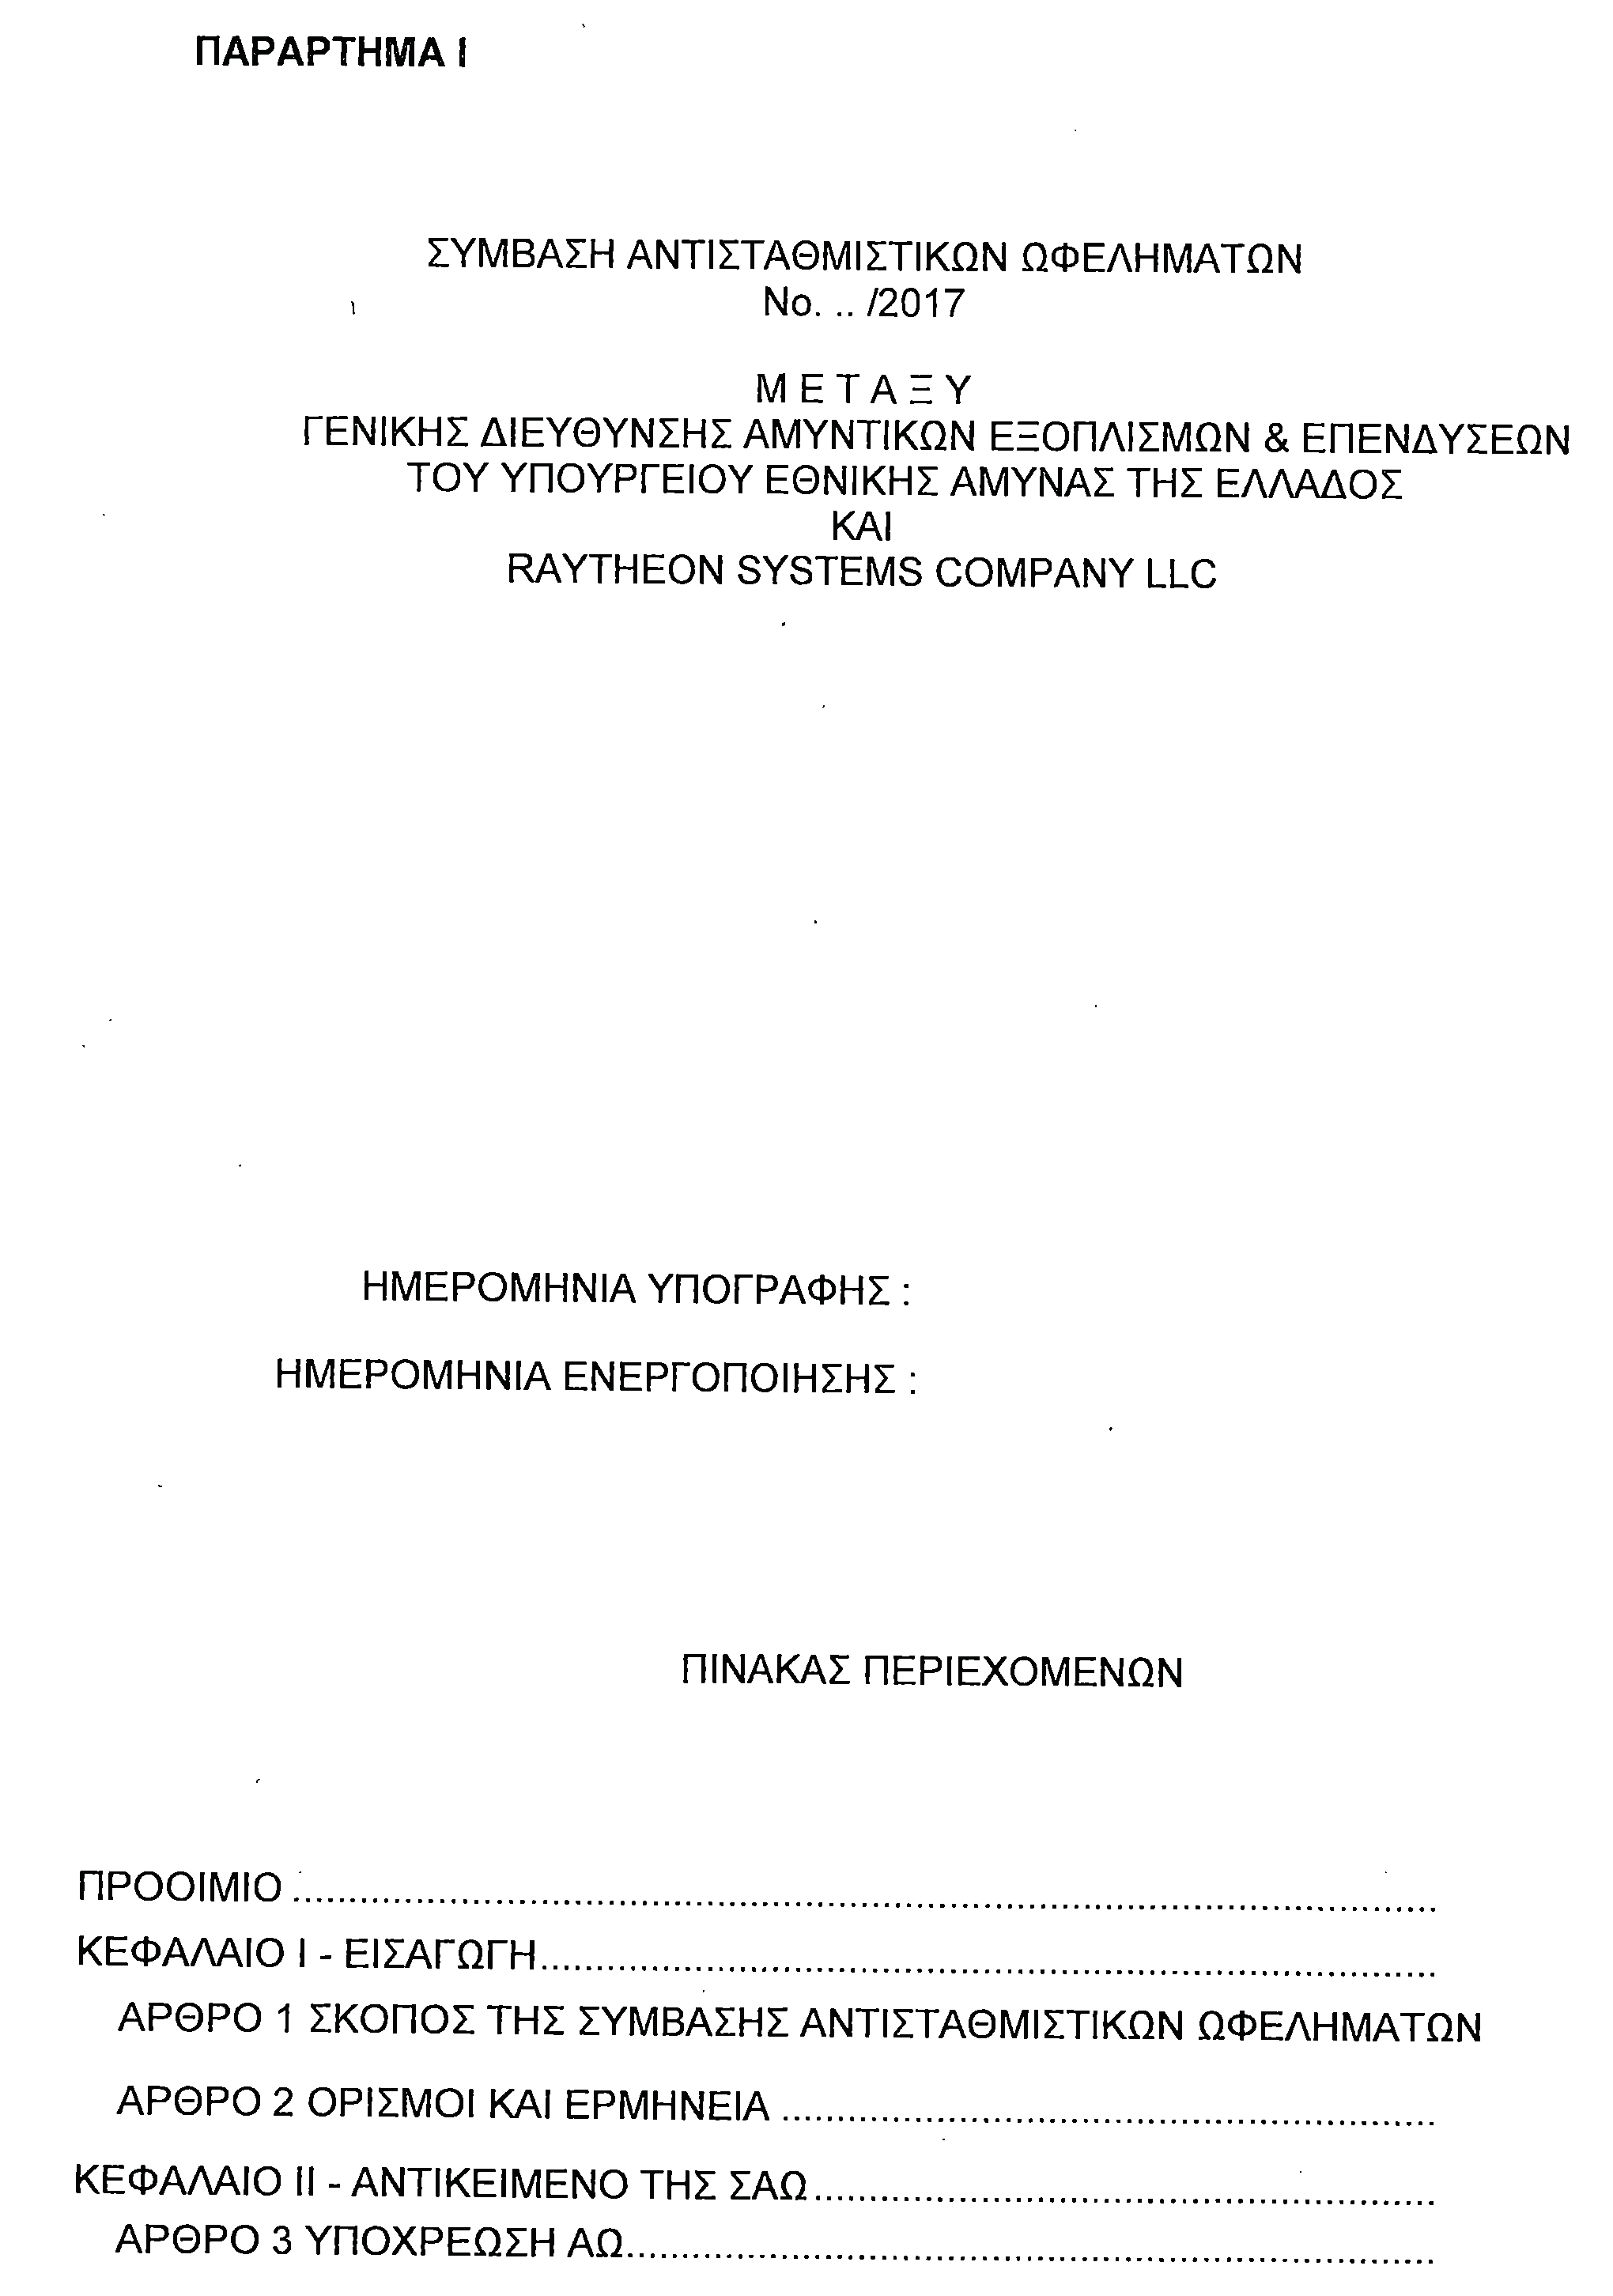 ΠΑΡΑΡΤΗΜΑ Ι
ΣΥΜΒΑΣΗ ΑΝΤΙΣΤΑΘΜΙΣΤΙΚΩΝ ΩΦΕΛΗΜΑΤΩΝ
Νο. .. /2017
Μ Ε Τ Α Ξ Υ
ΓΕΝΙΚΗΣ ΔΙΕΥΘΥΝΣΗΣ ΑΜΥΝΤΙΚΩΝ ΕΞΟΠΛΙΣΜΩΝ & ΕΠΕΝΔΥΣΕΩΝ
ΤΟΥ ΥΠΟΥΡΓΕΙΟΥ ΕΘΝΙΚΗΣ ΑΜΥΝΑΣ ΤΗΣ ΕΛΛΑΔΟΣ
ΚΑΙ
RAYTHEON SYSTEMS COMPANY LLC
ΗΜΕΡΟΜΗΝΙΑ ΥΠΟΓΡΑΦΗΣ :
ΗΜΕΡΟΜΗΝΙΑ ΕΝΕΡΓΟΠΟΙΗΣΗΣ :
ΠΙΝΑΚΑΣ ΠΕΡΙΕΧΟΜΕΝΩΝ
ΠΡΟΟΙΜΙΟ ..........
ΚΕΦΑΛΑΙΟ Ι - ΕΙΣΑΓΩΓΗ..........
ΑΡΘΡΟ 1 ΣΚΟΠΟΣ ΤΗΣ ΣΥΜΒΑΣΗΣ ΑΝΤΙΣΤΑΘΜΙΣΤΙΚΩΝ ΩΦΕΛΗΜΑΤΩΝ
ΑΡΘΡΟ 2 ΟΡΙΣΜΟΙ ΚΑΙ ΕΡΜΗΝΕΙΑ ..........
ΚΕΦΑΛΑΙΟ ΙΙ - ΑΝΤΙΚΕΙΜΕΝΟ ΤΗΣ ΣΑΩ..........
ΑΡΘΡΟ 3 ΥΠΟΧΡΕΩΣΗ ΑΩ..........